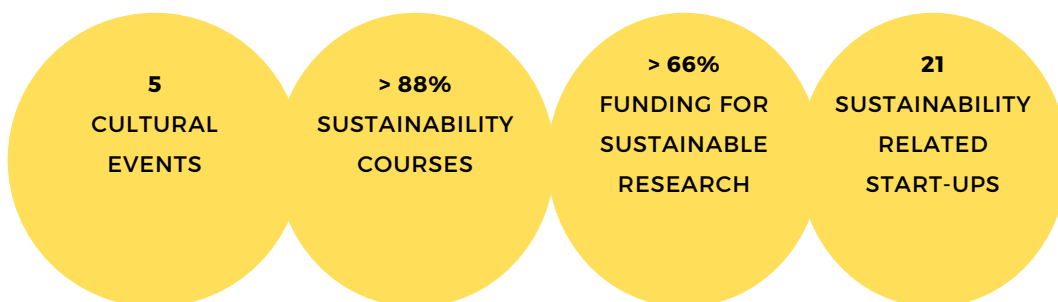 5
CULTURAL
EVENTS
> 88%
SUSTAINABILITY
COURSES
> 66%
FUNDING FOR
SUSTAINABLE
RESEARCH
21
SUSTAINABILITY
RELATED
START-UPS